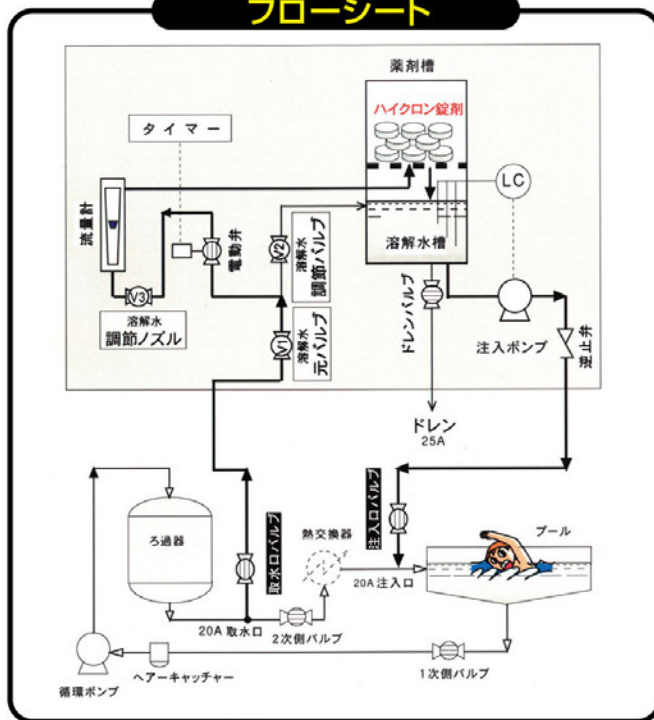 フローシート
薬剤槽
ハイクロン錠剤
タイマー
LC
流量計
電動弁
V2
溶解水
調節バルブ
溶解水槽
V3
溶解水
調節ノズル
V1
溶解水
元バルブ
ドレンバルブ
注入ポンプ
逆止弁
ドレン
25A
ろ過器
取水口バルブ
熱交換器
注入口バルブ
プール
20A 注入口
20A 取水口
2次側バルブ
循環ポンプ
ヘアーキャッチャー
1次側バルブ